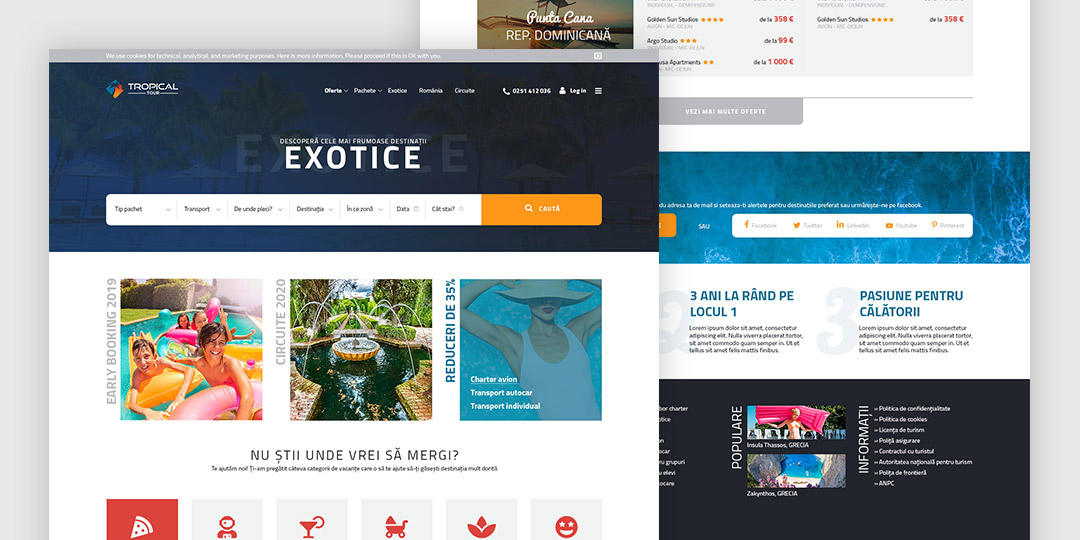 Punta Cana
REP. DOMINICANĂ
INDIVIDUAL - DEMIPENSIUNE
Golden Sun Studios
de la 358 €
AVION - MIC-DEJUN
Argo Studio
de la 99 €
INDIVIDUAL - MIC-DEJUN
usa Apartments
de la 1 000 €
AVION - MIC-DEJUN
INDIVIDUAL - DEMIPENSIUNE
Golden Sun Studios
de la 358 €
AVION - MIC-DEJUN
VEZI MAI MULTE OFERTE
We use cookies for technical, analytical, and marketing purposes. Here is more information. Please proceed if this is OK with you.
TROPICAL
TOUR
Oferte
Pachete
Exotice
România
Circuite
0251 412 036
Log in
DESCOPERĂ CELE MAI FRUMOASE DESTINAȚII
EXOTICE
EXOTICE
Tip pachet
Transport
De unde pleci?
Destinația
În ce zonă
Data
Cât stai?
CAUTĂ
du adresa ta de mail si seteaza-ti alertele pentru destinatiile preferat sau urmărește-ne pe facebook.
SAU
Facebook
Twitter
Linkedin
Youtube
Pinterest
EARLY BOOKING 2019
CIRCUITE 2020
REDUCERI DE 35%
Charter avion
Transport autocar
Transport individual
2
3 ANI LA RÂND PE
LOCUL 1
Lorem ipsum dolor sit amet, consectetur
adipiscing elit. Nulla viverra placerat tortor,
sit amet commodo quam semper in. Ut et
tellus sit amet felis mattis finibus.
3
PASIUNE PENTRU
CĂLĂTORII
Lorem ipsum dolor sit amet, consectetur
adipiscing elit. Nulla viverra placerat tortor,
sit amet commodo quam semper in. Ut et
tellus sit amet felis mattis finibus.
NU ȘTII UNDE VREI SĂ MERGI?
Te ajutăm noi! Ți-am pregătit câteva categorii de vacanțe care o să te ajute să-ți găsești destinația mult dorită
bor charter
otice
on
ocar
ru grupuri
u elevi
ocare
POPULARE
Insula Thassos, GRECIA
Zakynthos, GRECIA
INFORMAȚII
» Politica de confidențialitate
» Politica de cookies
» Licența de turism
» Poliță asigurare
» Contractul cu turistul
» Autoritatea națională pentru turism
» Polița de frontieră
» ANPC